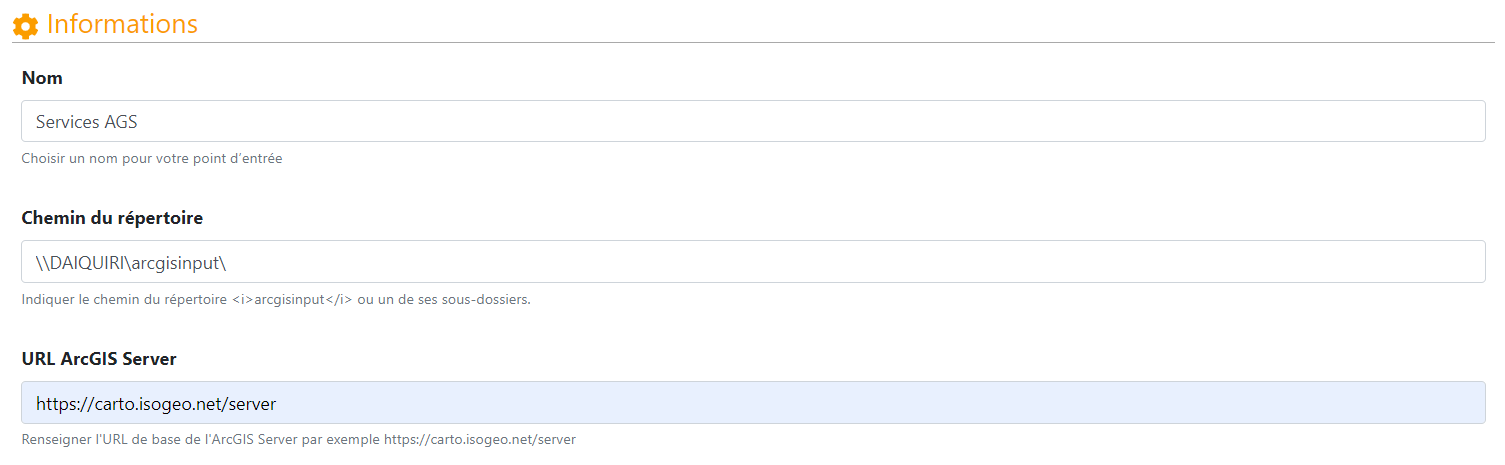 Informations
Nom
Services AGS
Choisir un nom pour votre point d'entrée
Chemin du répertoire
\\DAIQUIRI\arcgisinput\
Indiquer le chemin du répertoire <i>arcgisinput</i> ou un de ses sous-dossiers.
URL ArcGIS Server
https://carto.isogeo.net/server
Renseigner l'URL de base de l'ArcGIS Server par exemple https://carto.isogeo.net/server